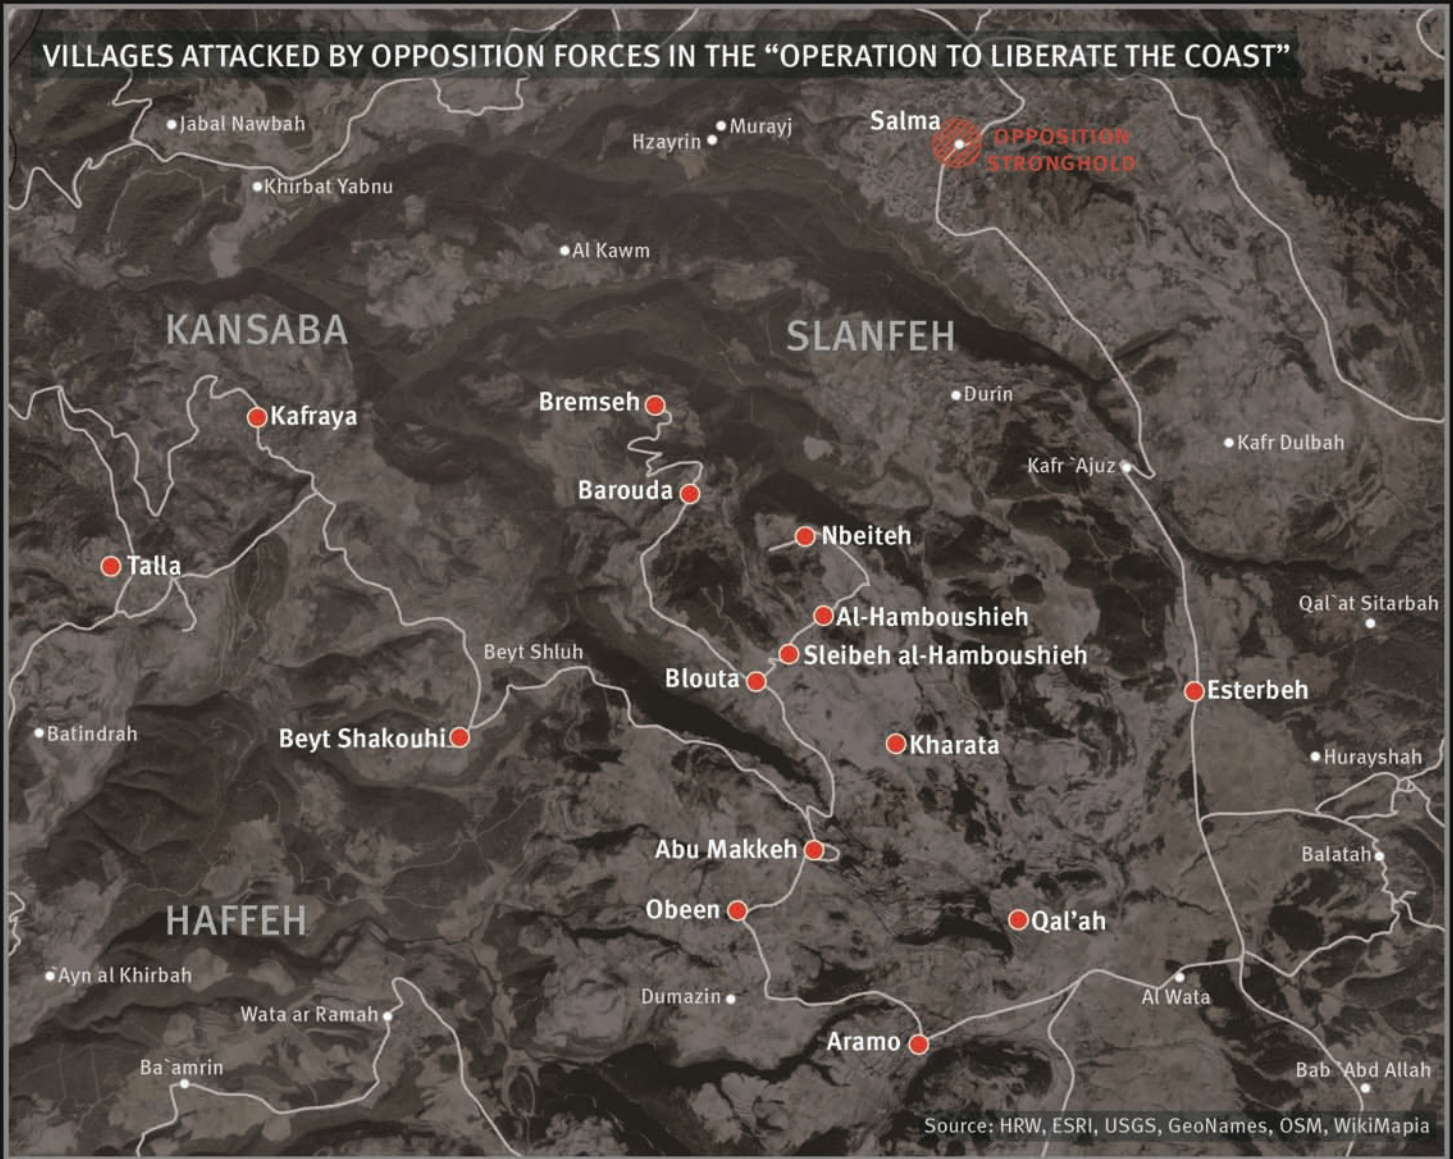 VILLAGES ATTACKED BY OPPOSITION FORCES IN THE “OPERATION TO LIBERATE THE COAST”
Jabal Nawbah
Murayj
Hzayrin
Salma
OPPOSITION
STRONGHOLD
Khirbat Yabnu
Al Kawm
KANSABA
SLANFEH
Durin
Bremseh
Kafraya
Kafr Dulbah
Kafr `Ajuz
Barouda
Nbeiteh
Talla
Qal`at Sitarbah
Al-Hamboushieh
Beyt Shluh
Sleibeh al-Hamboushieh
Blouta
Esterbeh
Batindrah
Beyt Shakouhi
Kharata
Hurayshah
Abu Makkeh
Balatah
Obeen
HAFFEH
Qal’ah
`Ayn al Khirbah
Dumazin
Al Wata
Wata ar Ramah
Aramo
Ba`amrin
Bab `Abd Allah
Source: HRW, ESRI, USGS, GeoNames, OSM, WikiMapia